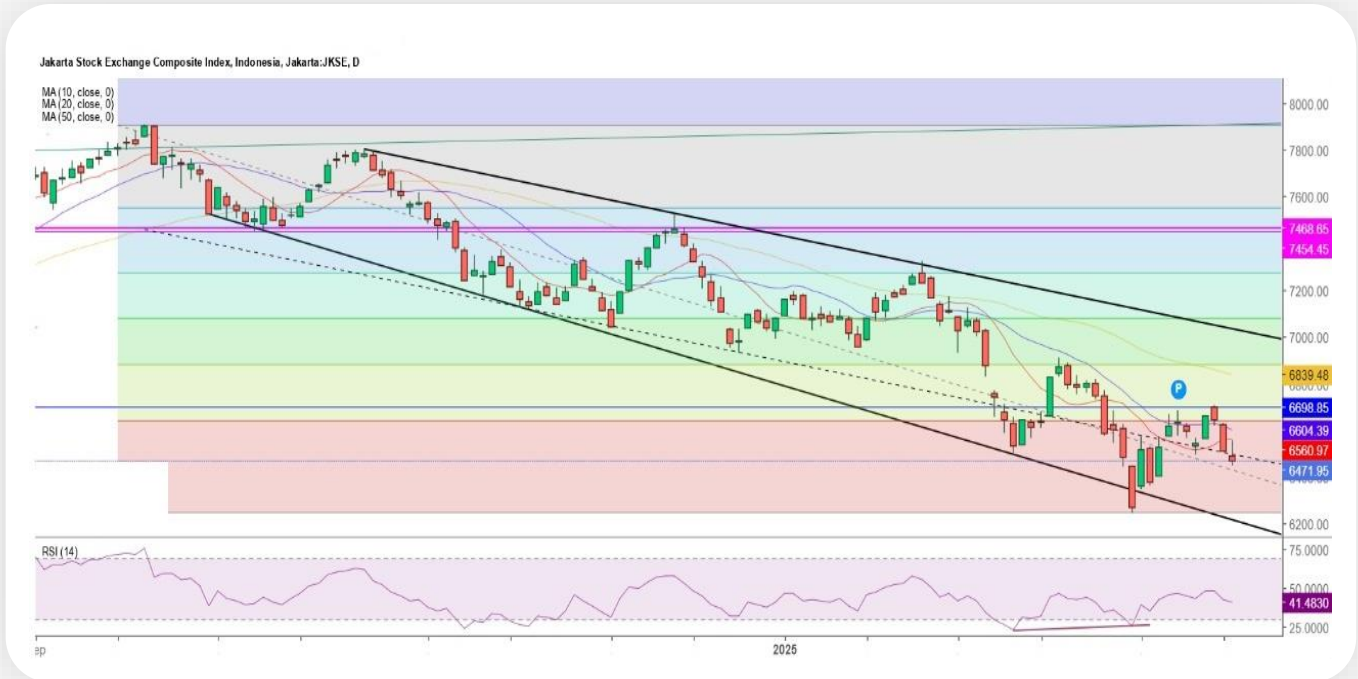 Jakarta Stock Exchange Composite Index, Indonesia, Jakarta:JKSE, D
MA (10, close, 0)
MA (20, close, 0)
MA (50, close, 0)
8000.00
7800.00
7600.00
7468.65
7454.45
7200.00
7000.00
6839.48
6698.85
P
6604.39
6560.97
6471.95
6200.00
RSI (14)
75.0000
50.0000
41.4830
25.0000
ep
2025